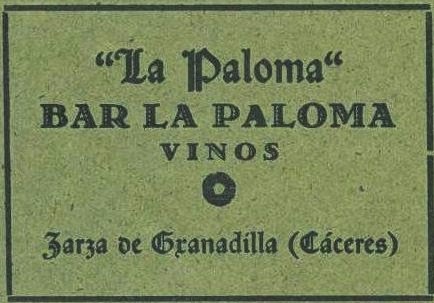 “La Paloma“
BAR LA PALOMA
VINOS
Zarza de Granadilla (Cáceres)